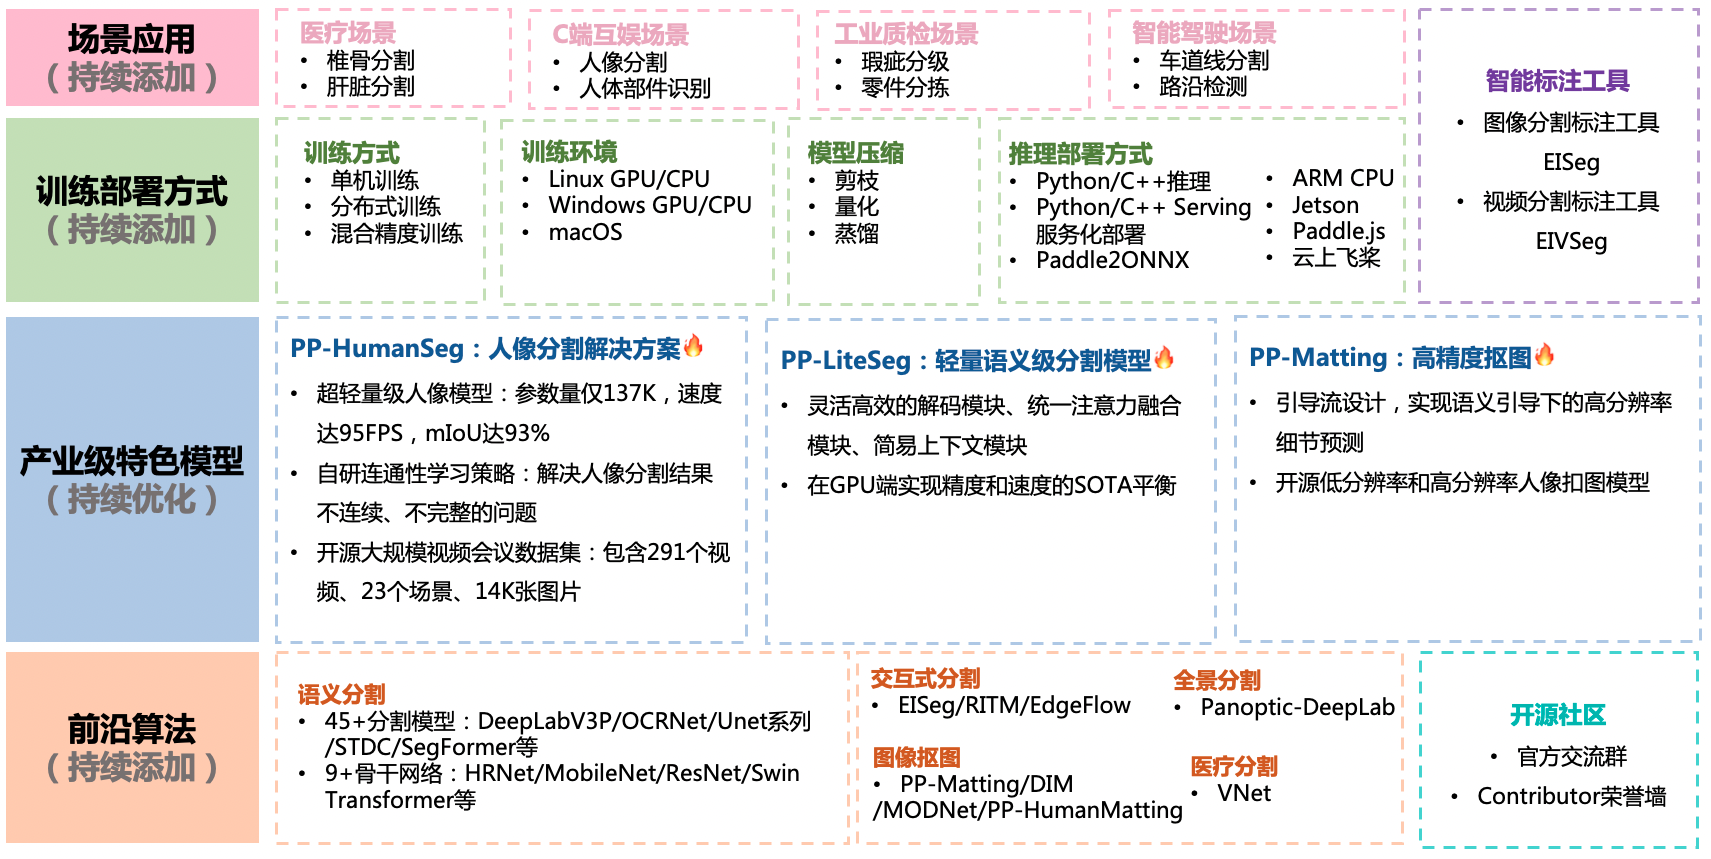 场景应用
（持续添加）
医疗场景
• 椎骨分割
• 肝脏分割
C端互娱场景
• 人像分割
• 人体部件识别
工业质检场景
• 瑕疵分级
• 零件分拣
智能驾驶场景
• 车道线分割
• 路沿检测
智能标注工具
• 图像分割标注工具
EISeg
• 视频分割标注工具
EIVSeg
训练部署方式
（持续添加）
训练方式
• 单机训练
• 分布式训练
• 混合精度训练
训练环境
• Linux GPU/CPU
• Windows GPU/CPU
• macOS
模型压缩
• 剪枝
• 量化
• 蒸馏
推理部署方式
• Python/C++推理
• Python/C++ Serving
服务化部署
• Paddle2ONNX
• ARM CPU
• Jetson
• Paddle.js
• 云上飞桨
产业级特色模型
（持续优化）
PP-HumanSeg：人像分割解决方案🔥
• 超轻量级人像模型：参数量仅137K，速度
达95FPS，mIoU达93%
• 自研连通性学习策略：解决人像分割结果
不连续、不完整的问题
• 开源大规模视频会议数据集：包含291个视
频、23个场景、14K张图片
PP-LiteSeg：轻量语义级分割模型🔥
• 灵活高效的解码模块、统一注意力融合
模块、简易上下文模块
• 在GPU端实现精度和速度的SOTA平衡
PP-Matting：高精度抠图🔥
• 引导流设计，实现语义引导下的高分辨率
细节预测
• 开源低分辨率和高分辨率人像扣图模型
前沿算法
（持续添加）
语义分割
• 45+分割模型：DeepLabV3P/OCRNet/Unet系列
/STDC/SegFormer等
• 9+骨干网络：HRNet/MobileNet/ResNet/Swin
Transformer等
交互式分割
• EISeg/RITM/EdgeFlow
图像抠图
• PP-Matting/DIM
/MODNet/PP-HumanMatting
全景分割
• Panoptic-DeepLab
医疗分割
• VNet
开源社区
• 官方交流群
• Contributor荣誉墙